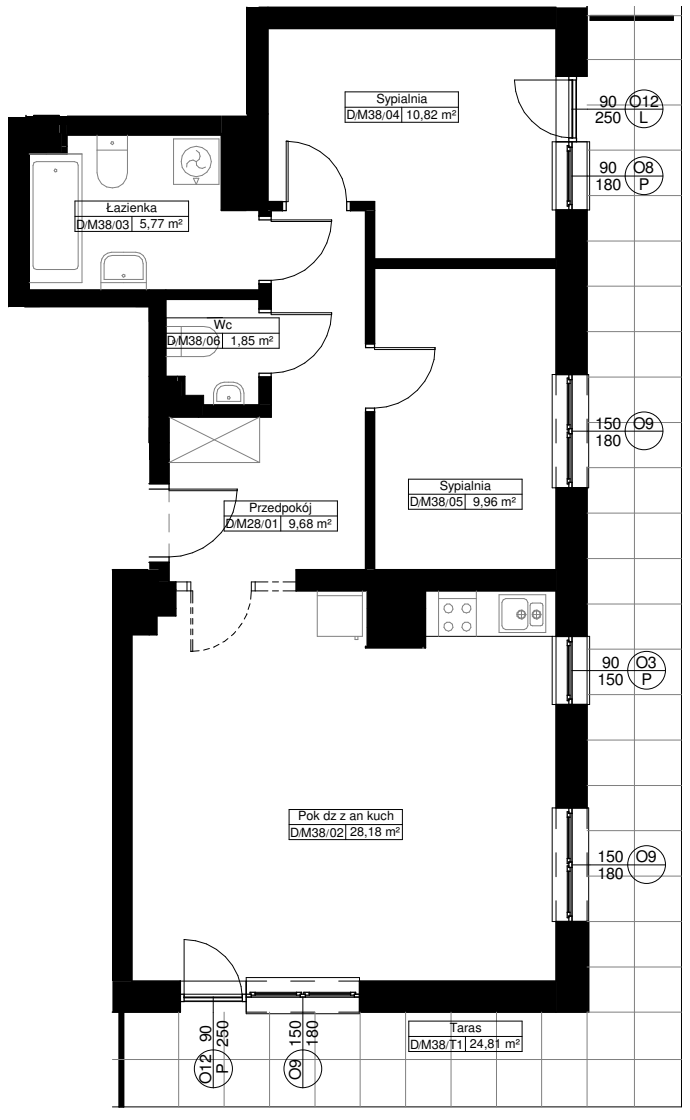 Sypialnia
D/M38/04 10,82 m²
90 O12
250 L
90 O8
180 P
Łazienka
D/M38/03 5,77 m²
Wc
D/M38/06 1,85 m²
150 O9
180
Sypialnia
D/M38/05 9,96 m²
Przedpokój
D/M28/01 9,68 m²
90 O3
150 P
Pok dz z an kuch
D/M38/02 28,18 m²
150 O9
180
Taras
D/M38/T1 24,81 m²
O12 90
P 250
O9 150
180